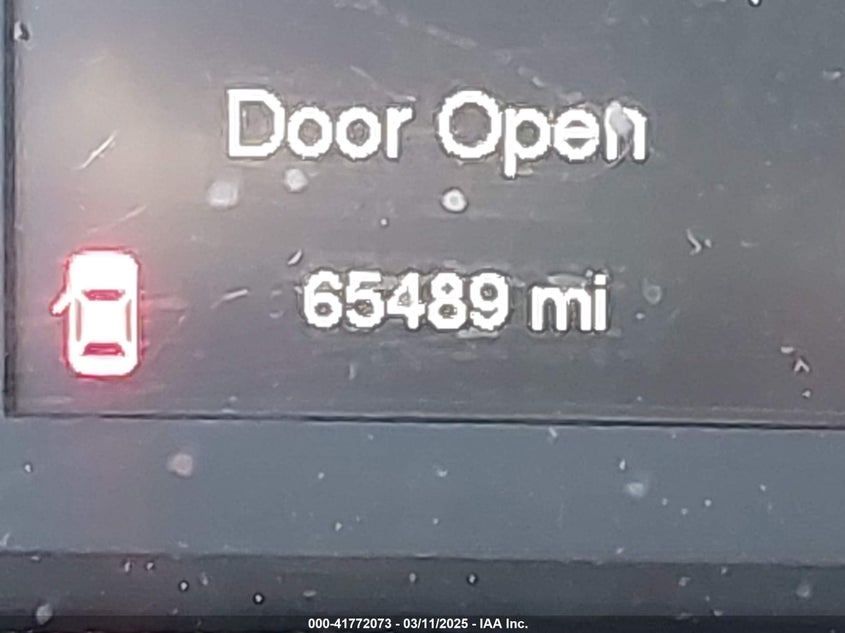 Door Open
65489 mi
000-41772073 - 03/11/2025 - IAA Inc.